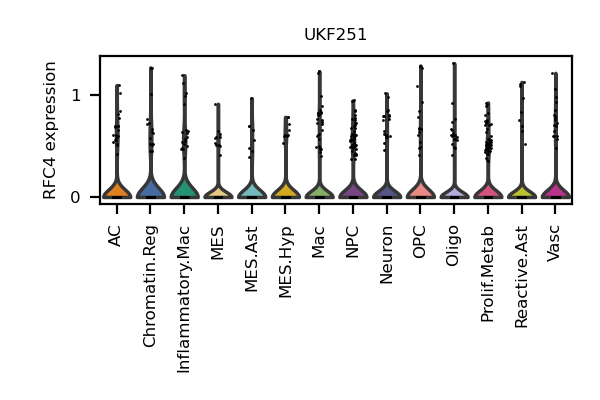 UKF251
RFC4 expression
1
0
AC
Chromatin.Reg
Inflammatory.Mac
MES
MES.Ast
MES.Hyp
Mac
NPC
Neuron
OPC
Oligo
Prolif.Metab
Reactive.Ast
Vasc